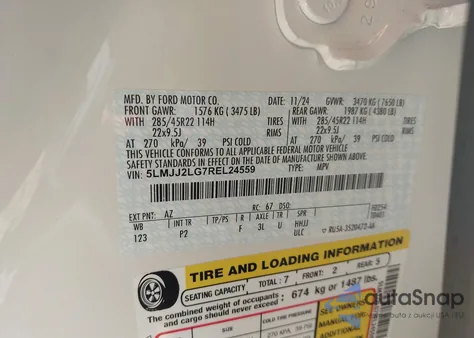 MFD. BY FORD MOTOR CO.
DATE: 11/24 GVWR: 3470 KG (7650 LB)
FRONT GAWR: 1576 KG (3475 LB) REAR GAWR: 1987 KG (4380 LB)
WITH 285/45R22 114H TIRES WITH 285/45R22 114H TIRES
22x9.5J RIMS 22x9.5J RIMS
AT 270 kPa/ 39 PSI COLD AT 270 kPa/ 39 PSI COLD
THIS VEHICLE CONFORMS TO ALL APPLICABLE FEDERAL MOTOR VEHICLE
SAFETY STANDARDS IN EFFECT ON THE DATE OF MANUFACTURE SHOWN ABOVE.
VIN: 5LMJJ2LG7REL24559 TYPE: MPV
EXT PNT: AZ RC: 67 DSO:
WB INT TR TP/PS R AXLE TR SPR
123 P2 F 3L U HHJJ
ULC
TIRE AND LOADING INFORMATION
SEATING CAPACITY TOTAL: 7 FRONT: 2 REAR: 5
The combined weight of occupants and cargo should never exceed 674 kg or 1487 lbs.
SIZE
autoSnap